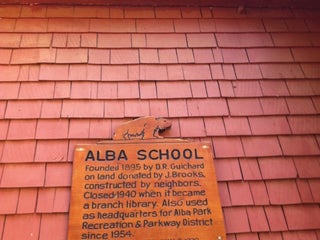 ALBA SCHOOL
Founded 1895 by D.R. Guichard
on land donated by J. Brooks,
constructed by neighbors.
Closed 1940 when it became
a branch library. Also used
as headquarters for Alba Park
Recreation & Parkway District
since 1954.